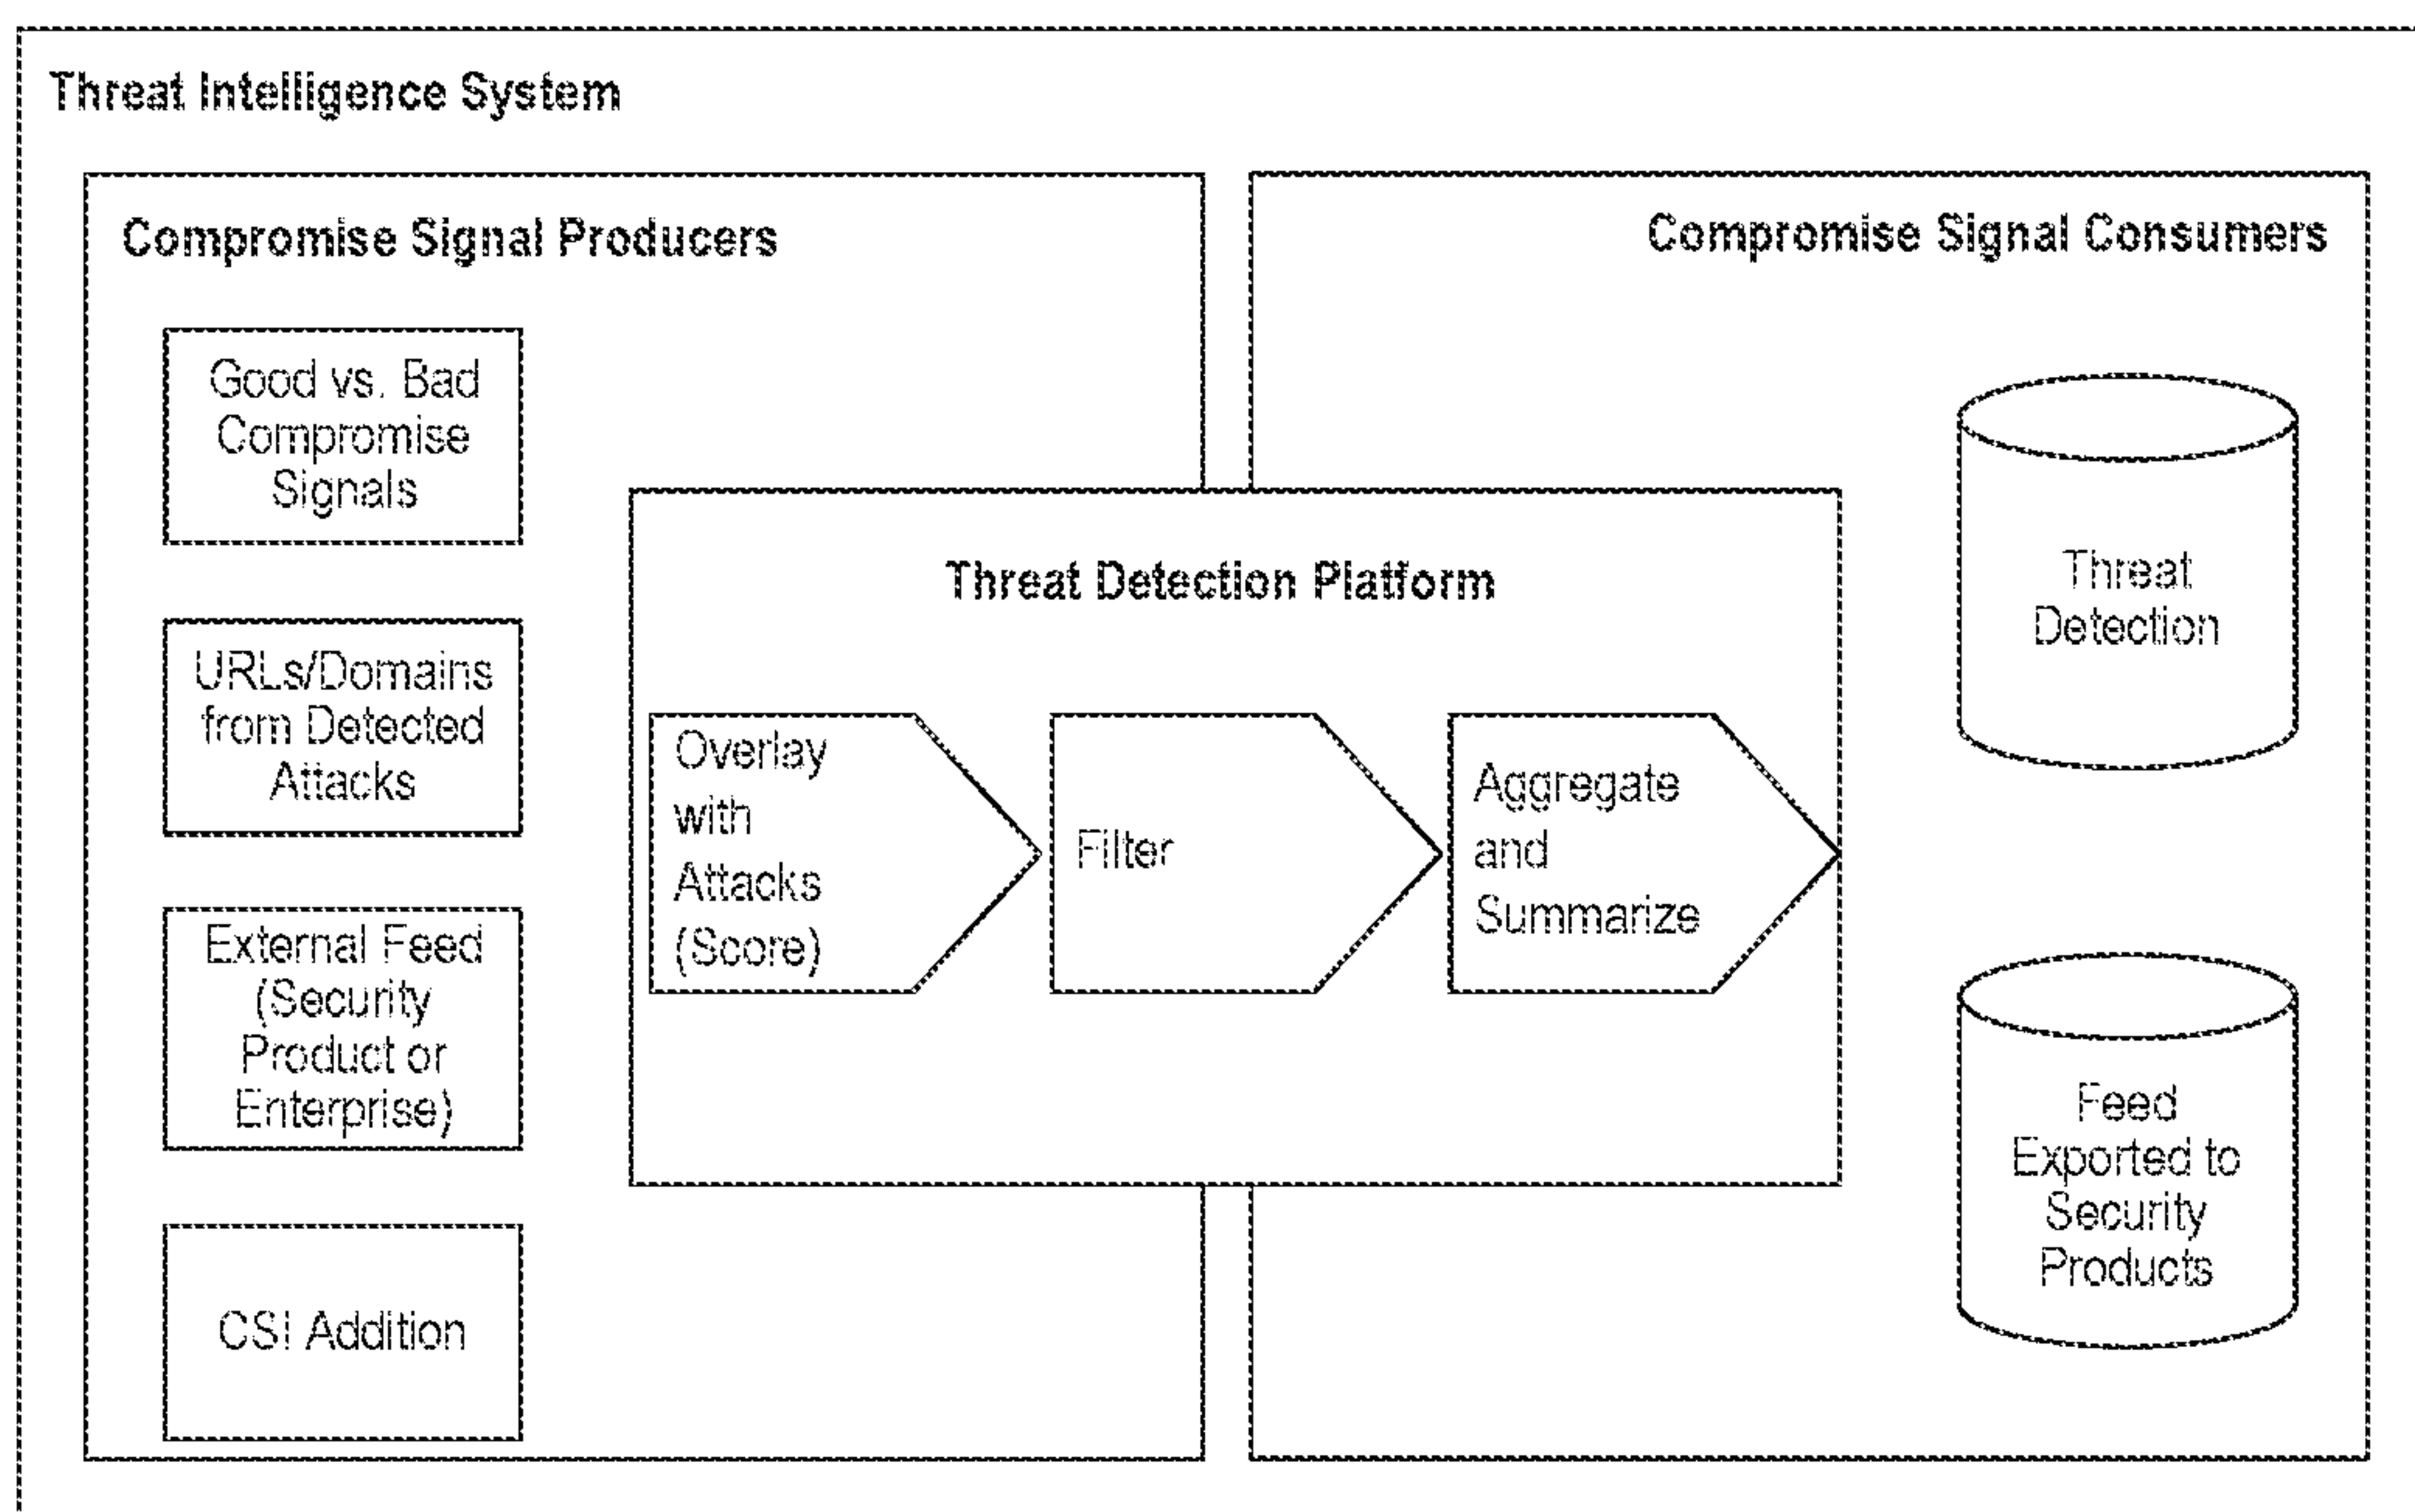 Threat Intelligence System
Compromise Signal Producers
Good vs. Bad
Compromise
Signals
URLs/Domains
from Detected
Attacks
External Feed
(Security
Product or
Enterprise)
CSI Addition
Threat Detection Platform
Overlay
with
Attacks
(Score)
Filter
Aggregate
and
Summarize
Compromise Signal Consumers
Threat
Detection
Feed
Exported to
Security
Products